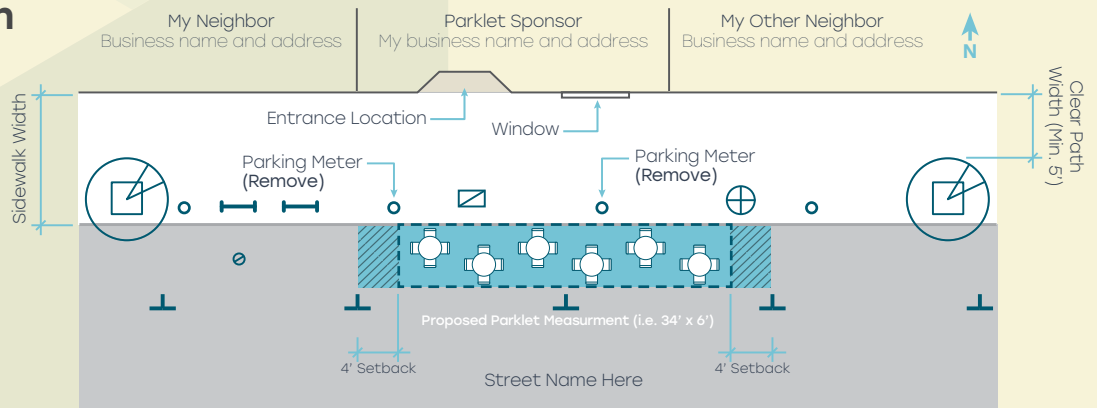 n
My Neighbor
Business name and address
Parklet Sponsor
My business name and address
My Other Neighbor
Business name and address
N
Sidewalk Width
Clear Path
Width (Min. 5')
Entrance Location
Window
Parking Meter
(Remove)
Parking Meter
(Remove)
Proposed Parklet Measurment (i.e. 34' x 6')
4' Setback
4' Setback
Street Name Here